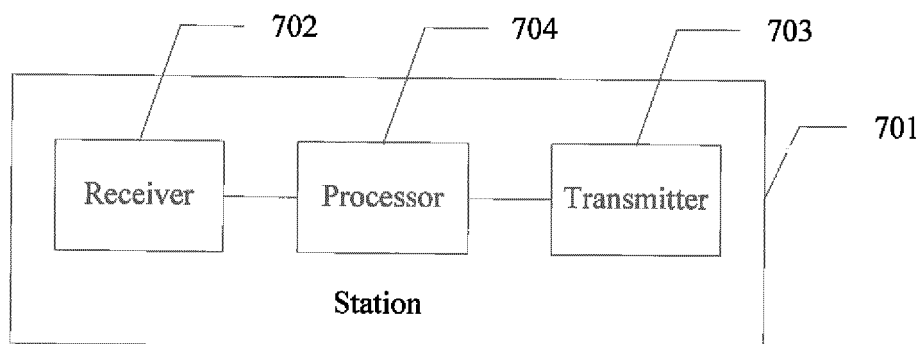 702
704
703
701
Receiver
Processor
Transmitter
Station